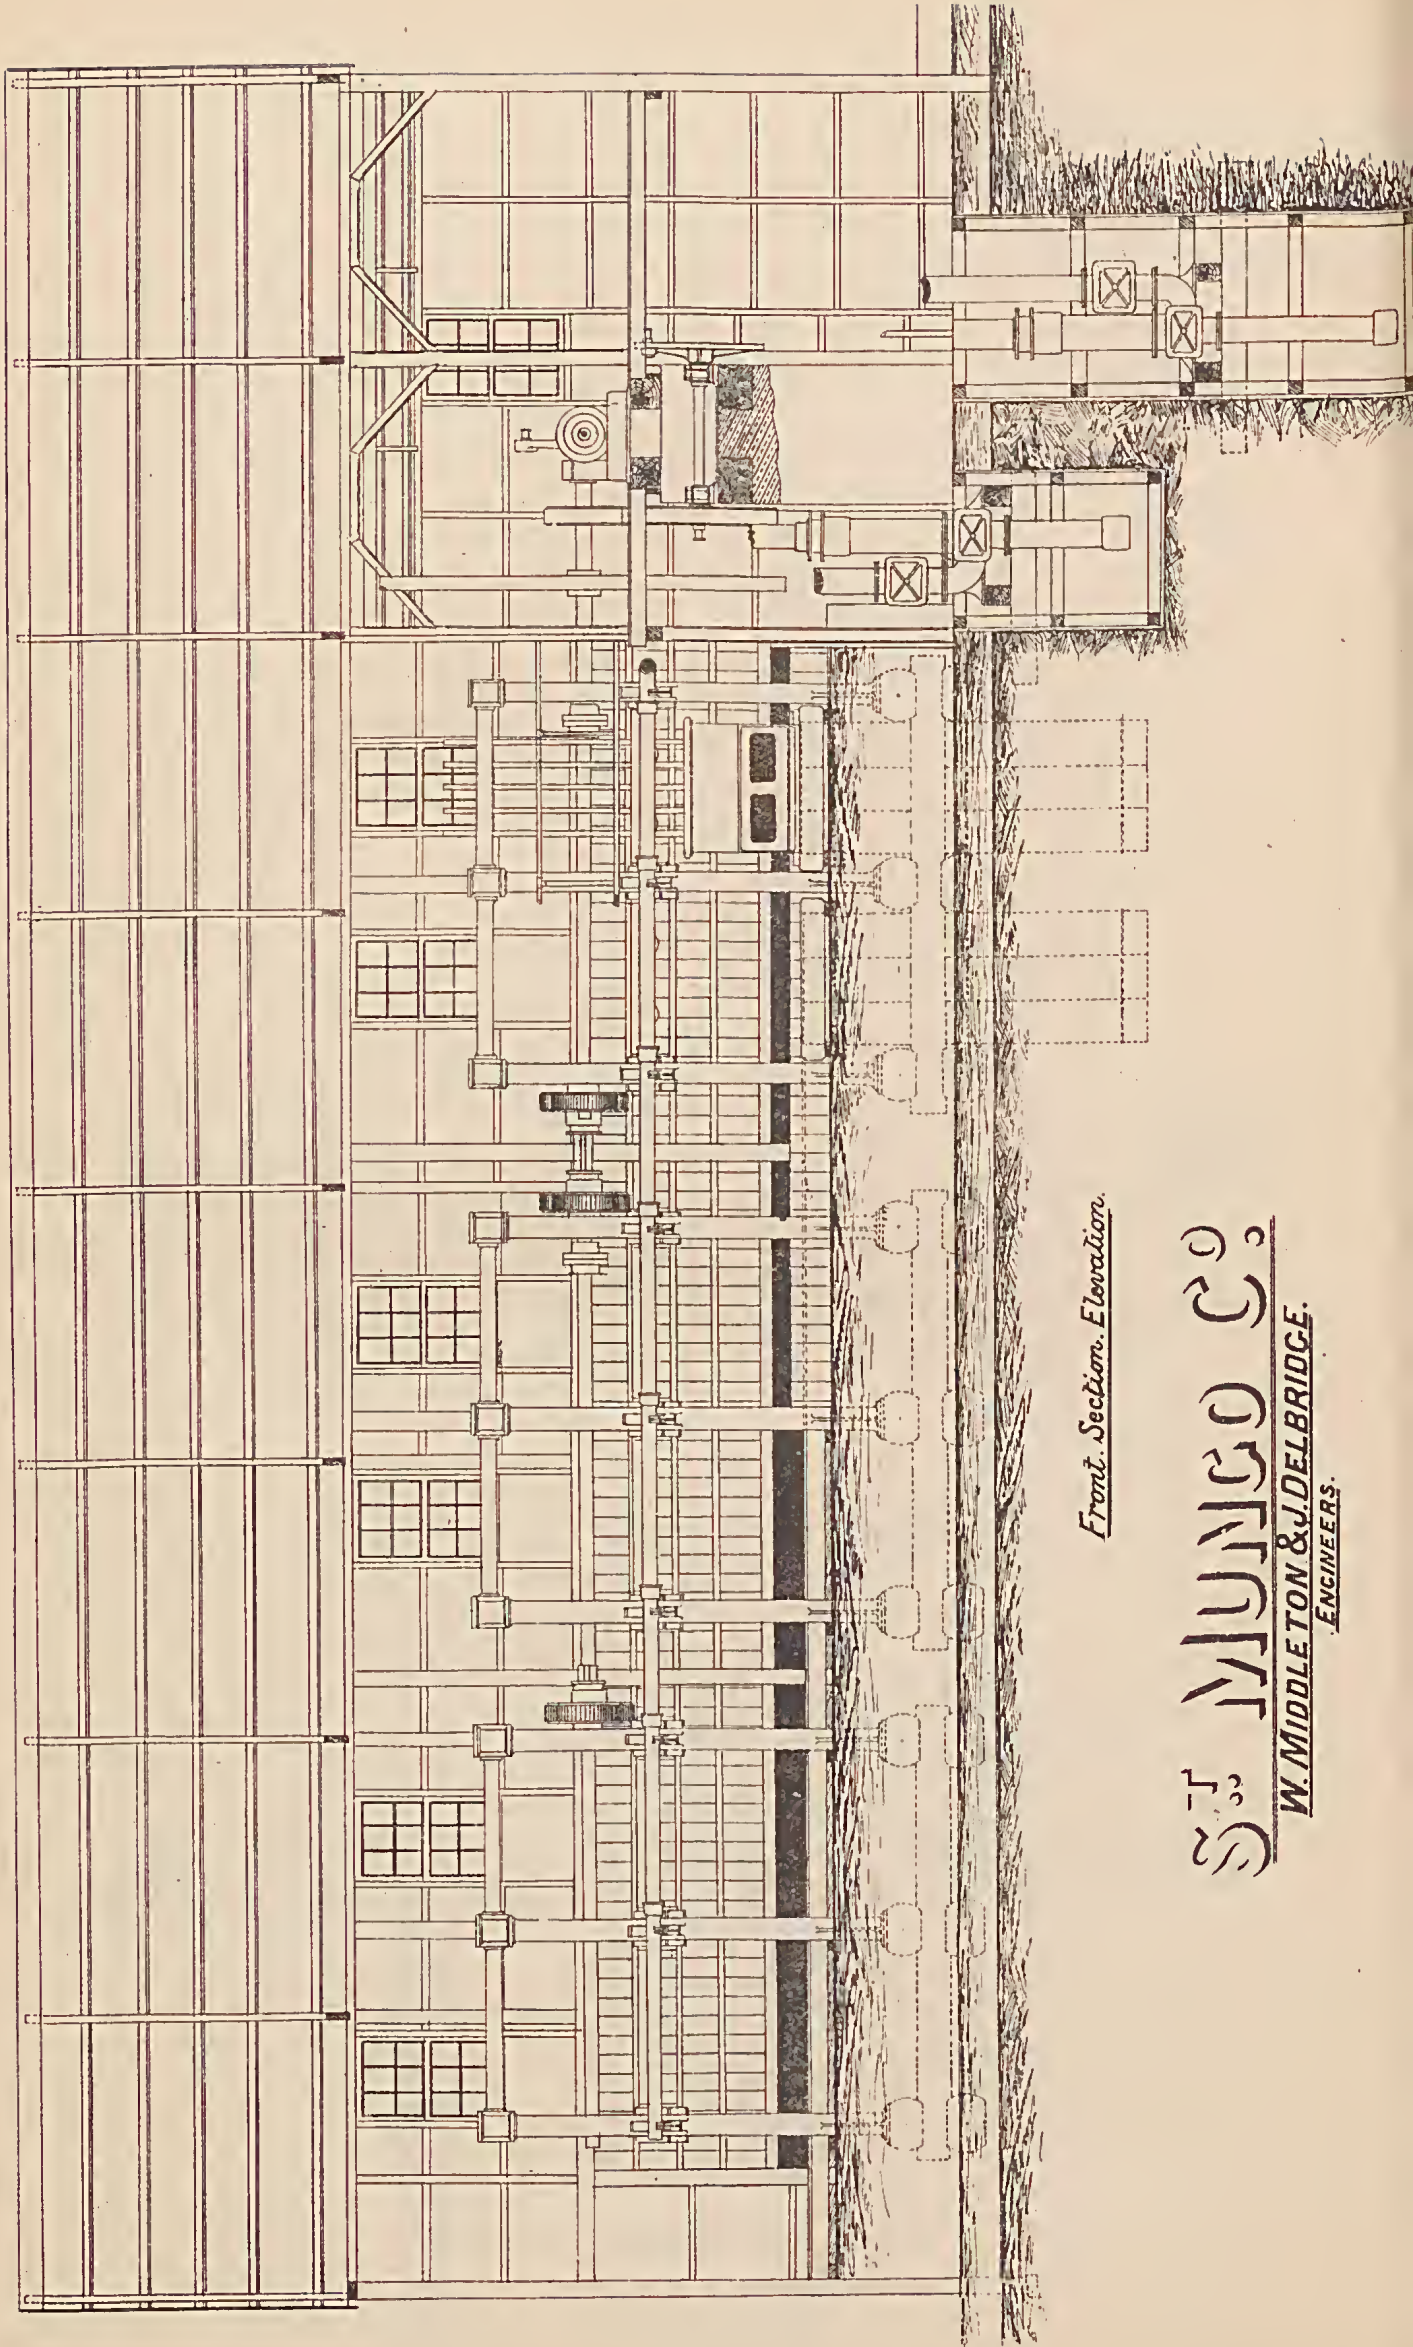 Front. Section. Elevation.
ST MUNGO Co
W. MIDDLETON & J. DELBRIDGE.
ENGINEERS.